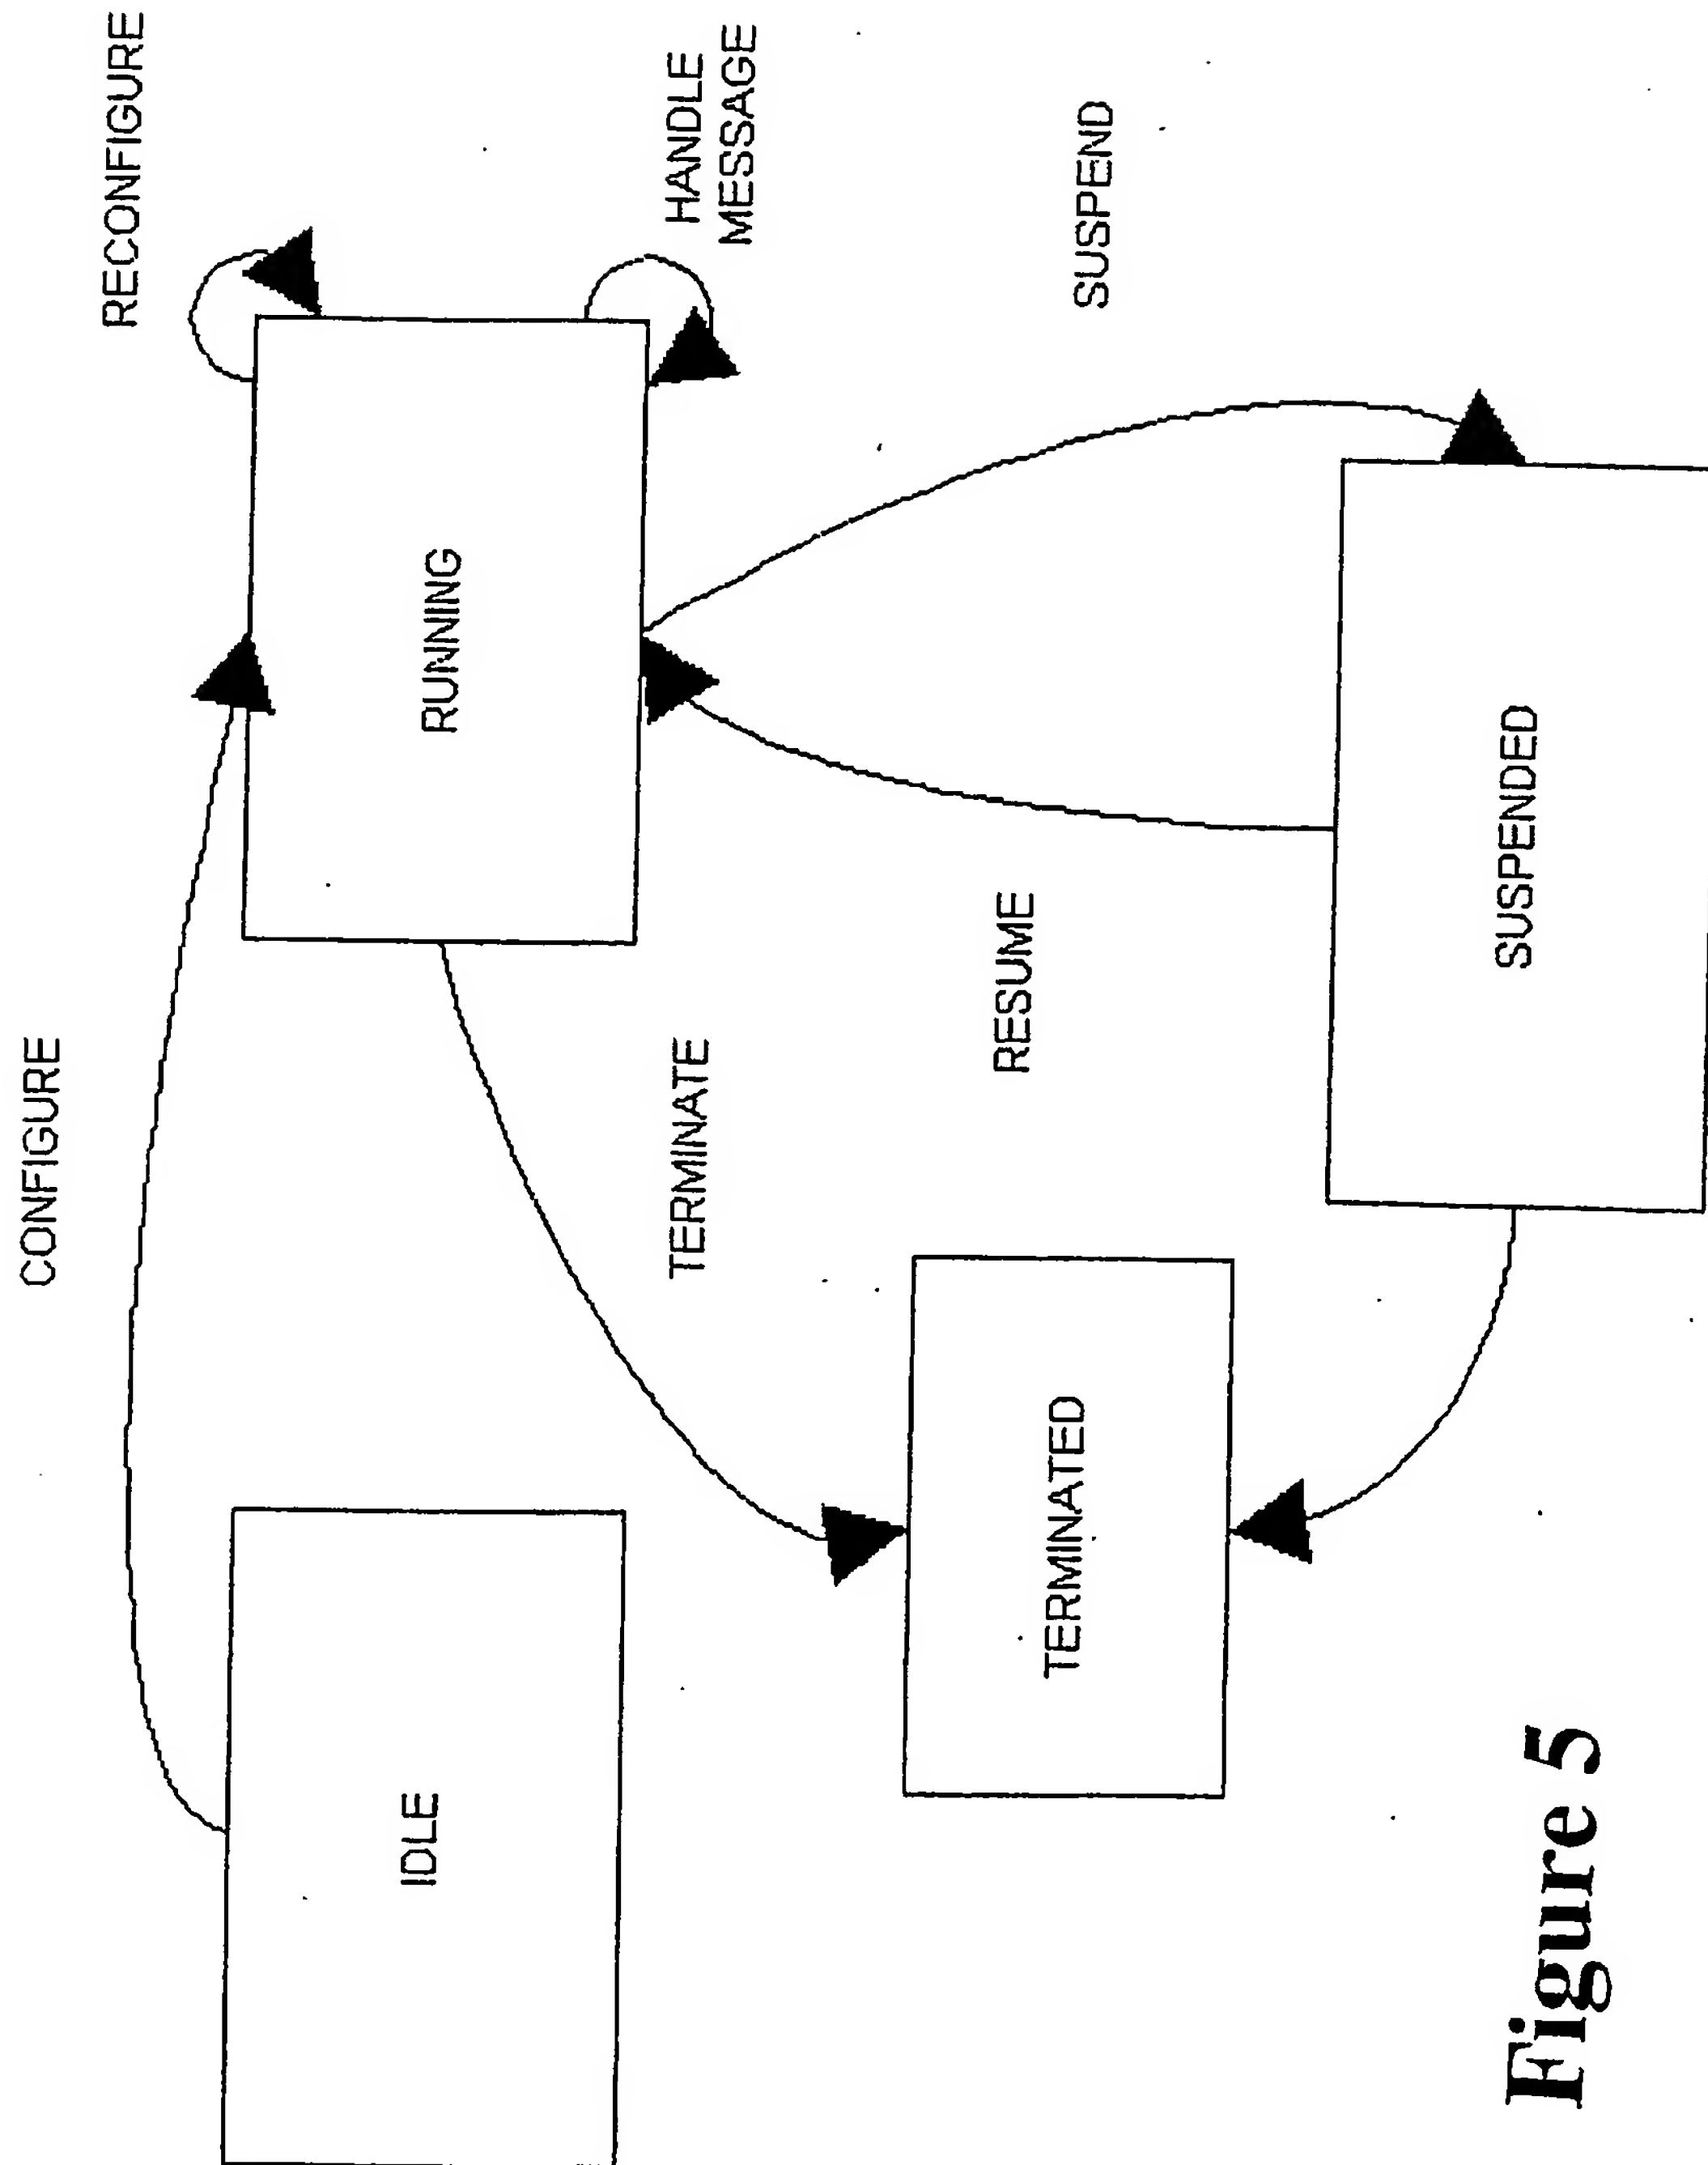 CONFIGURE
RECONFIGURE
IDLE
RUNNING
HANDLE
MESSAGE
TERMINATE
TERMINATED
RESUME
SUSPEND
SUSPENDED
Figure 5